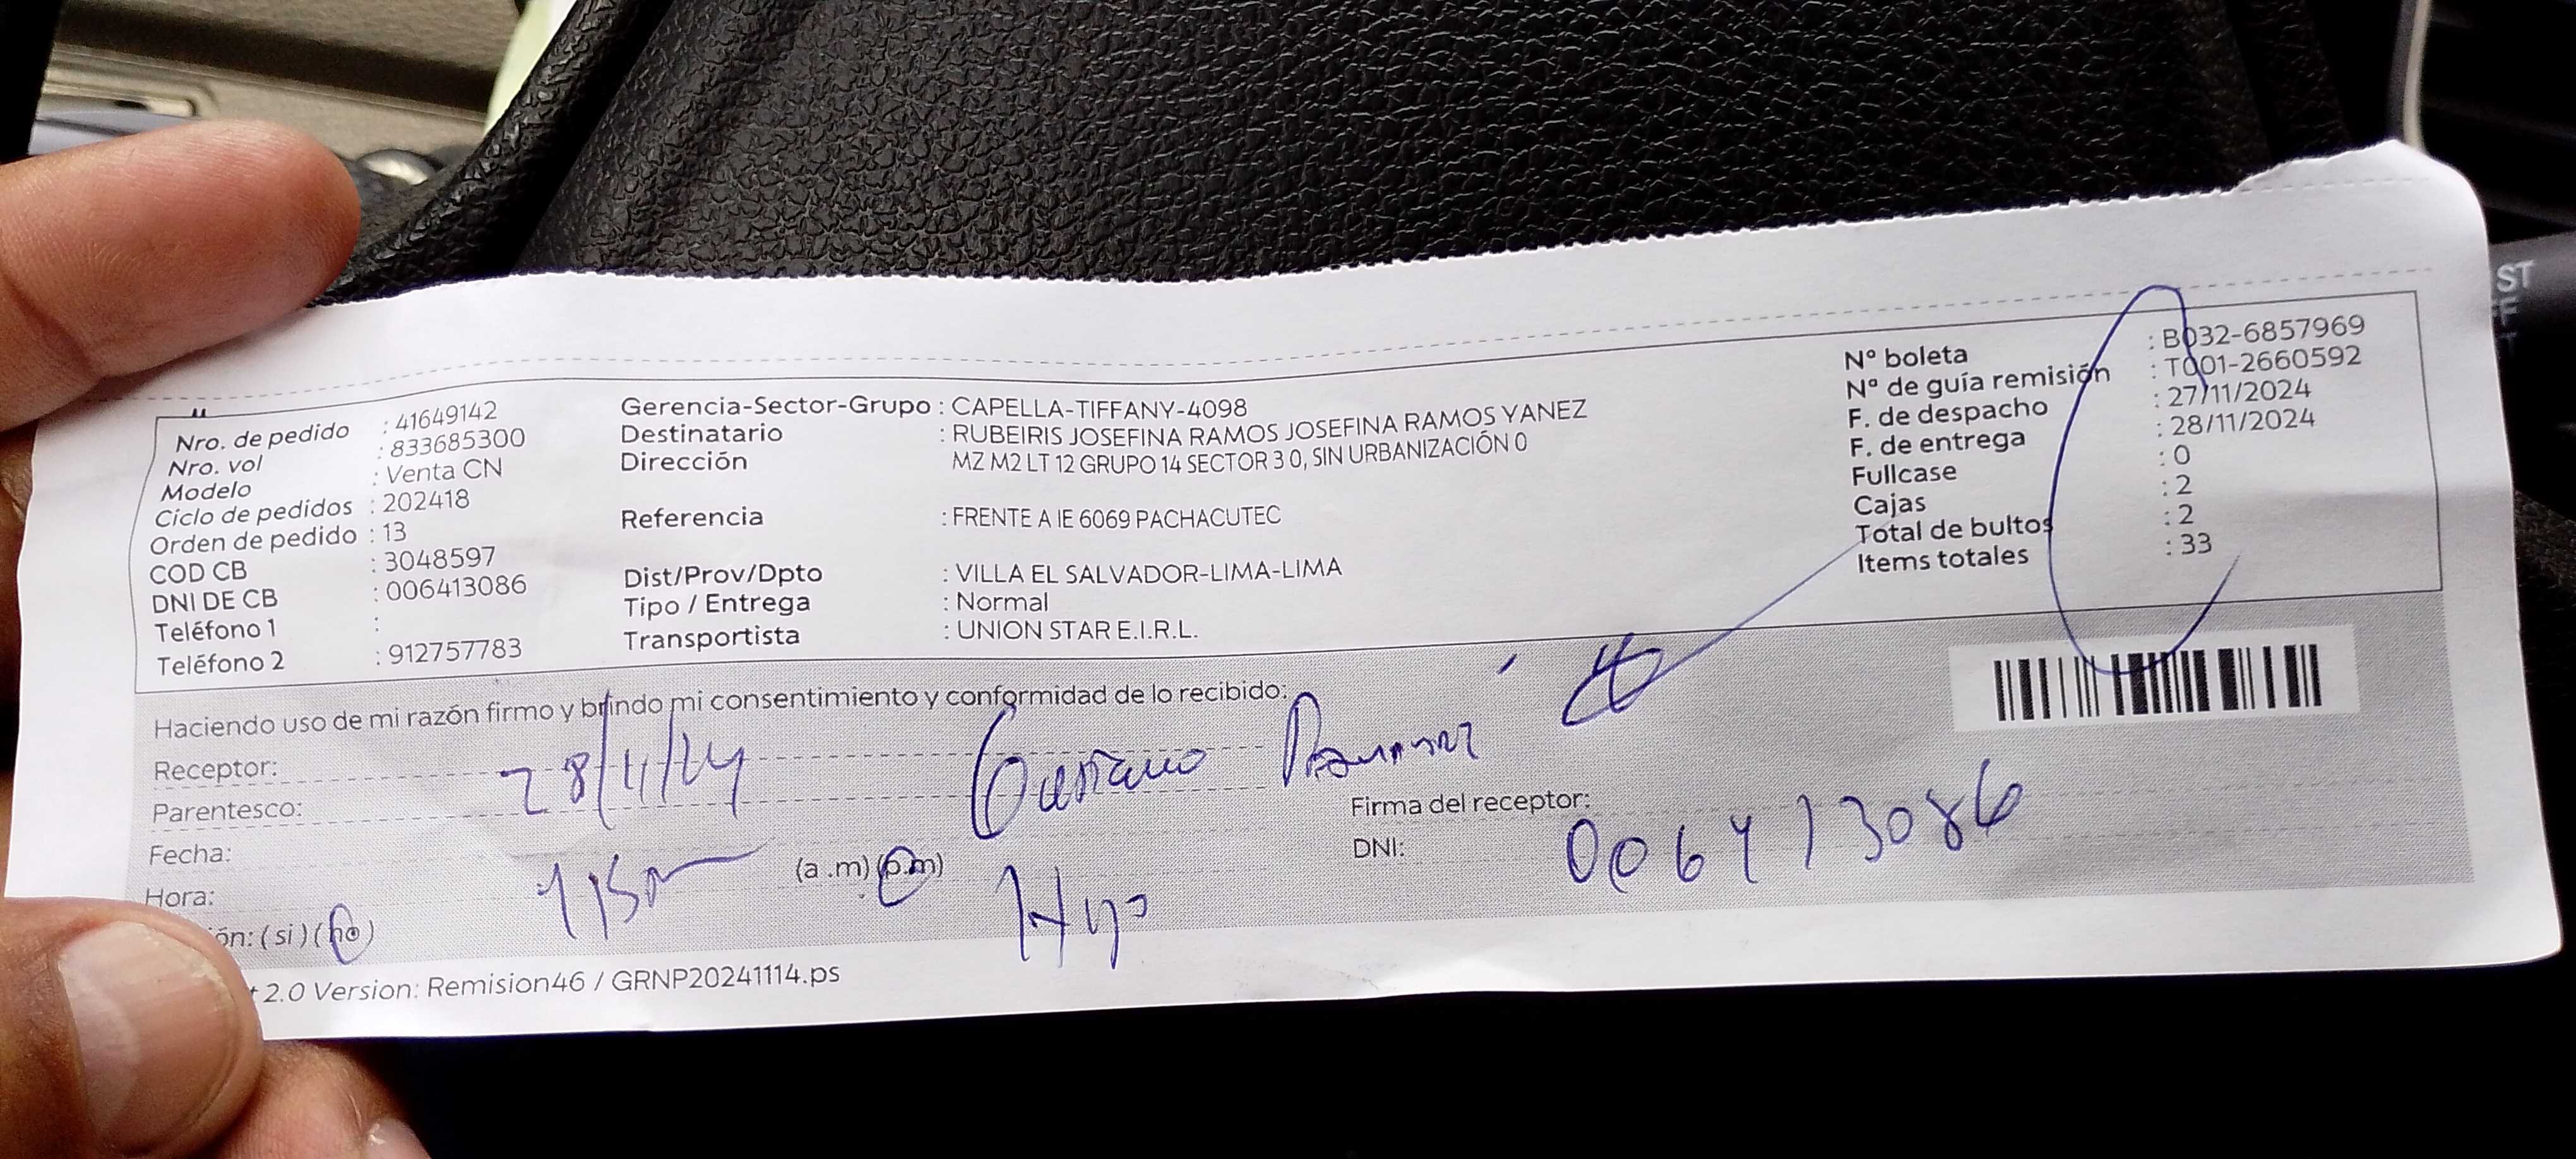 Nro. de pedido : 41649142
Nro. vol : 833685300
Modelo : Venta CN
Ciclo de pedidos : 202418
Orden de pedido : 13
COD CB : 3048597
DNI DE CB : 006413086
Teléfono 1 :
Teléfono 2 : 912757783
Gerencia-Sector-Grupo : CAPELLA-TIFFANY-4098
Destinatario : RUBEIRIS JOSEFINA RAMOS JOSEFINA RAMOS YANEZ
Dirección MZ M2 LT 12 GRUPO 14 SECTOR 3 0, SIN URBANIZACIÓN 0
Referencia : FRENTE A IE 6069 PACHACUTEC
Dist/Prov/Dpto : VILLA EL SALVADOR-LIMA-LIMA
Tipo / Entrega : Normal
Transportista : UNION STAR E.I.R.L.
Nº boleta : B032-6857969
Nº de guía remisión : T001-2660592
F. de despacho : 27/11/2024
F. de entrega : 28/11/2024
Fullcase : 0
Cajas : 2
Total de bultos : 2
Items totales : 33
Haciendo uso de mi razón firmo y brindo mi consentimiento y conformidad de lo recibido:
Receptor:
Parentesco: 28/11/24
Fecha:
Hora: (a .m) (p.m)
ón: ( si ) ( no )
Firma del receptor:
DNI: 006413086
2.0 Version: Remision46 / GRNP20241114.ps
ST